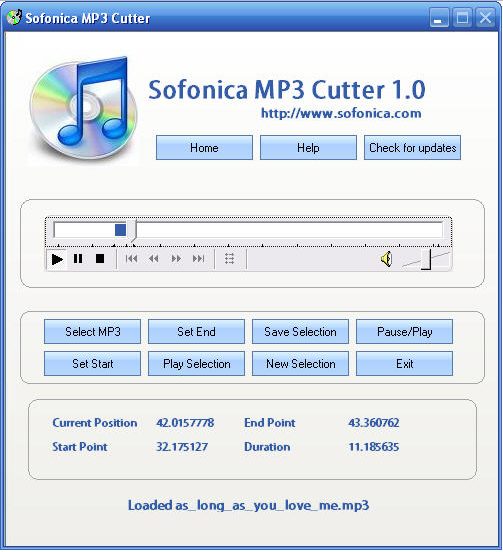 Sofonica MP3 Cutter
Sofonica MP3 Cutter 1.0
http://www.sofonica.com
Home Help Check for updates
Select MP3 Set End Save Selection Pause/Play
Set Start Play Selection New Selection Exit
Current Position 42.0157778 End Point 43.360762
Start Point 32.175127 Duration 11.185635
Loaded as_long_as_you_love_me.mp3